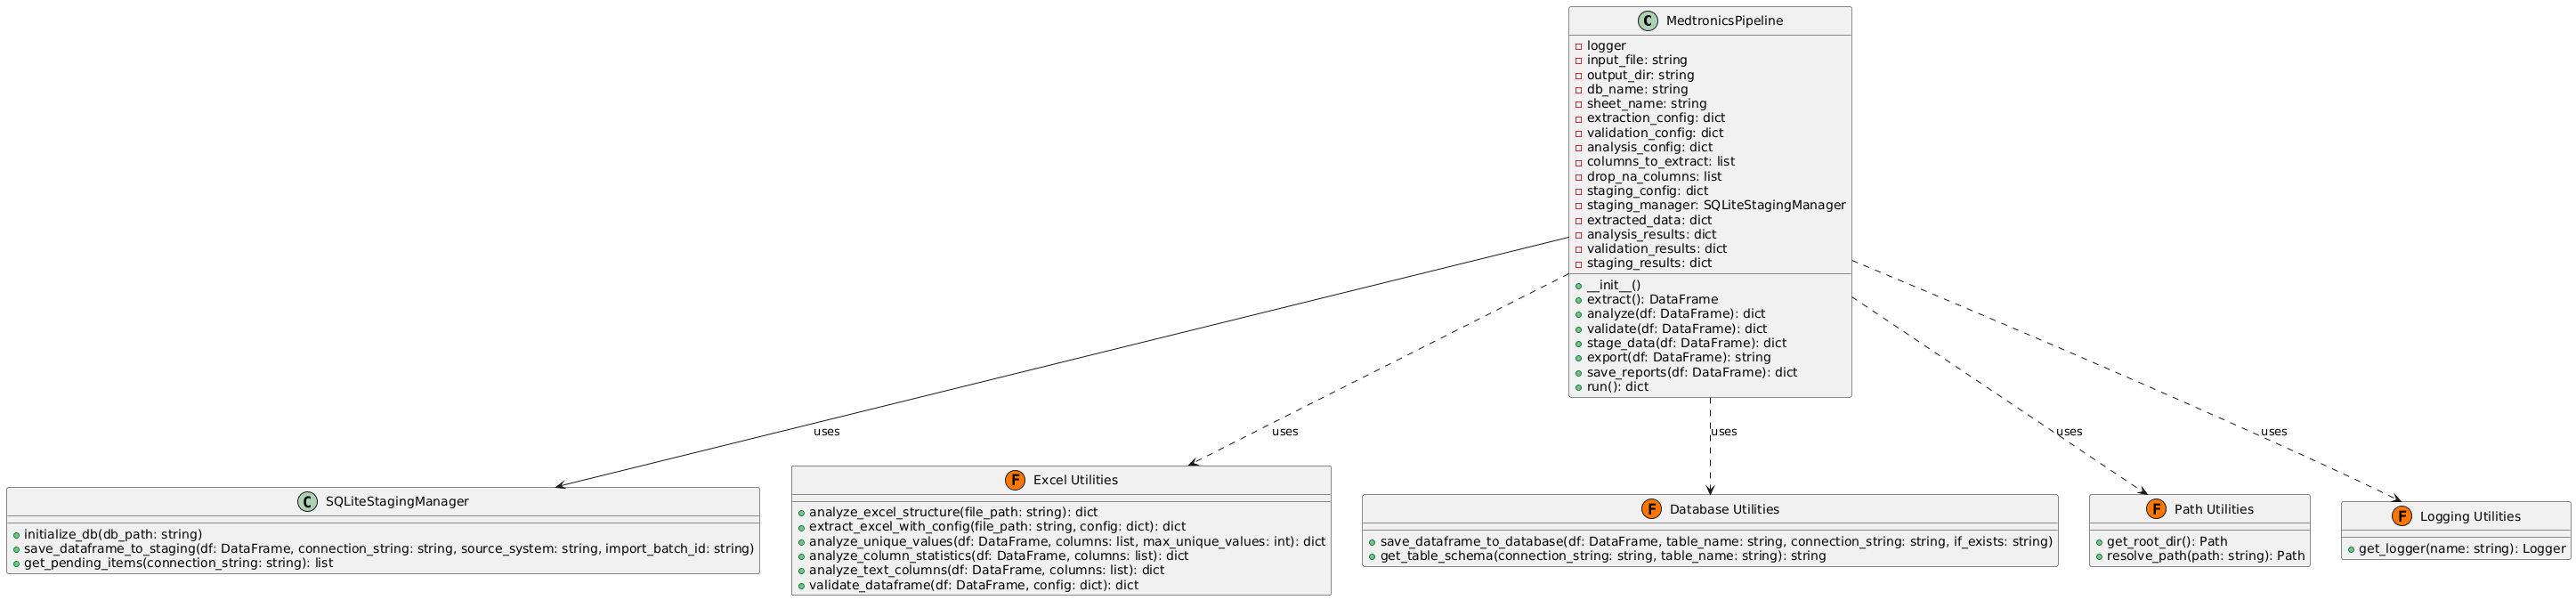 C MedtronicsPipeline
logger
input_file: string
output_dir: string
db_name: string
sheet_name: string
extraction_config: dict
validation_config: dict
analysis_config: dict
columns_to_extract: list
drop_na_columns: list
staging_config: dict
staging_manager: SQLiteStagingManager
extracted_data: dict
analysis_results: dict
validation_results: dict
staging_results: dict
__init__()
extract(): DataFrame
analyze(df: DataFrame): dict
validate(df: DataFrame): dict
stage_data(df: DataFrame): dict
export(df: DataFrame): string
save_reports(df: DataFrame): dict
run(): dict
uses
uses
uses
uses
uses
C SQLiteStagingManager
initialize_db(db_path: string)
save_dataframe_to_staging(df: DataFrame, connection_string: string, source_system: string, import_batch_id: string)
get_pending_items(connection_string: string): list
F Excel Utilities
analyze_excel_structure(file_path: string): dict
extract_excel_with_config(file_path: string, config: dict): dict
analyze_unique_values(df: DataFrame, columns: list, max_unique_values: int): dict
analyze_column_statistics(df: DataFrame, columns: list): dict
analyze_text_columns(df: DataFrame, columns: list): dict
validate_dataframe(df: DataFrame, config: dict): dict
F Database Utilities
save_dataframe_to_database(df: DataFrame, table_name: string, connection_string: string, if_exists: string)
get_table_schema(connection_string: string, table_name: string): string
F Path Utilities
get_root_dir(): Path
resolve_path(path: string): Path
F Logging Utilities
get_logger(name: string): Logger